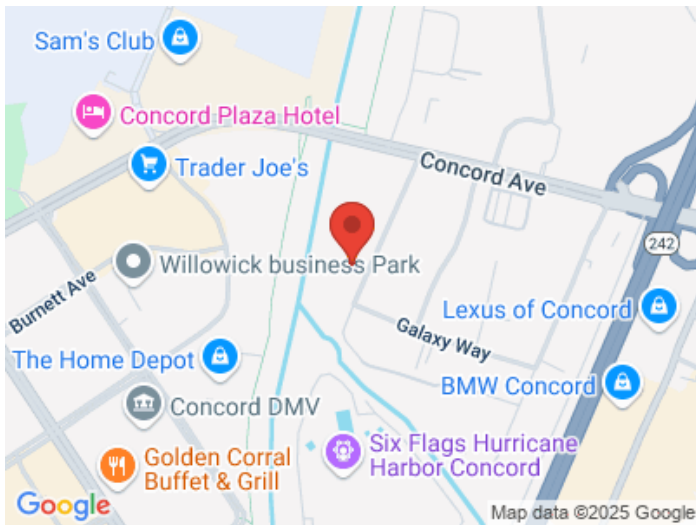 Sam's Club
Concord Plaza Hotel
Trader Joe's
Concord Ave
242
Willowick business Park
Burnett Ave
Lexus of Concord
Galaxy Way
The Home Depot
BMW Concord
Concord DMV
Six Flags Hurricane
Harbor Concord
Golden Corral
Buffet & Grill
Google
Map data ©2025 Google